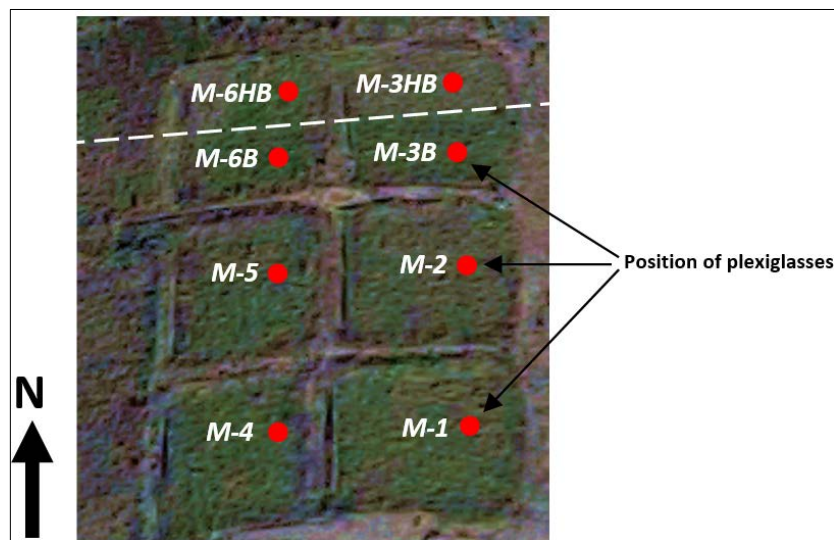 M-6HB
M-3HB
M-6B
M-3B
M-5
M-2
Position of plexiglasses
N
M-4
M-1